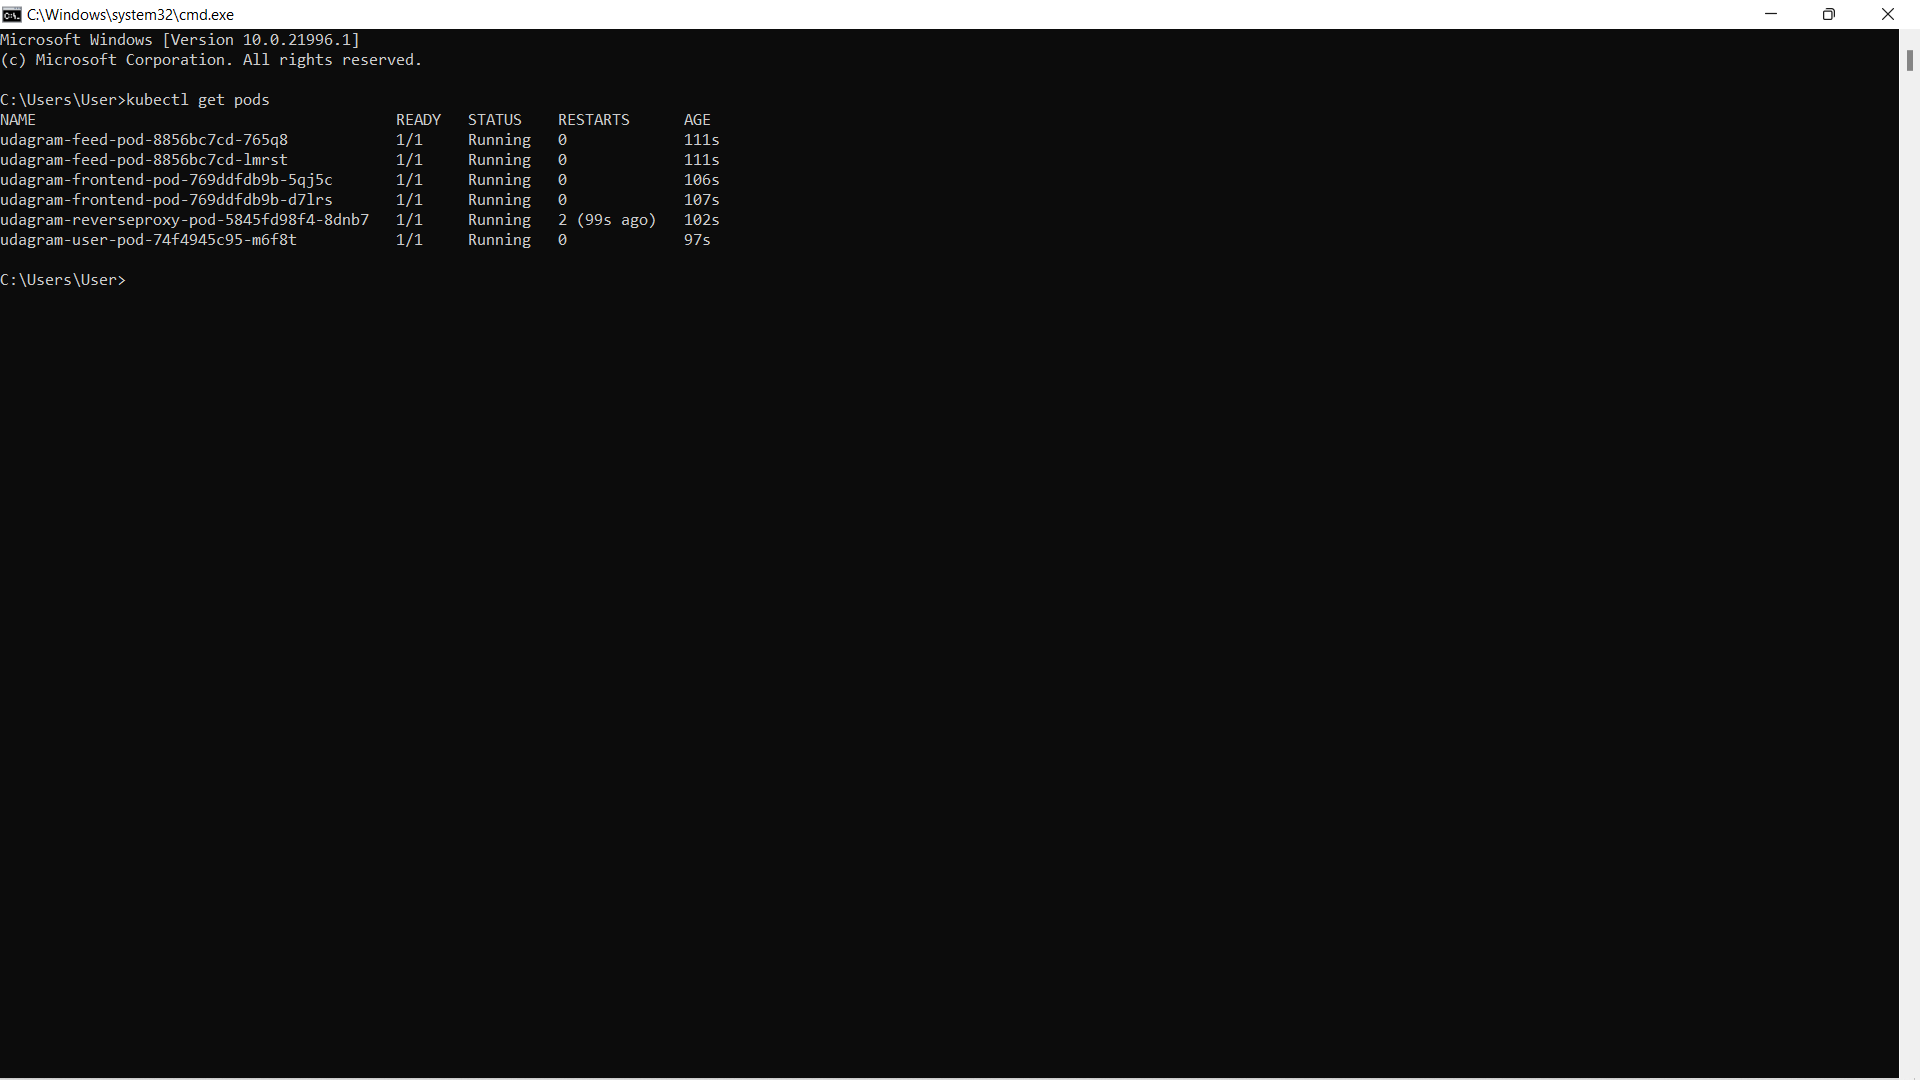 C:\Windows\system32\cmd.exe
Microsoft Windows [Version 10.0.21996.1]
(c) Microsoft Corporation. All rights reserved.
C:\Users\User>kubectl get pods
NAME READY STATUS RESTARTS AGE
udagram-feed-pod-8856bc7cd-765q8 1/1 Running 0 111s
udagram-feed-pod-8856bc7cd-lmrst 1/1 Running 0 111s
udagram-frontend-pod-769ddfdb9b-5qj5c 1/1 Running 0 106s
udagram-frontend-pod-769ddfdb9b-d7lrs 1/1 Running 0 107s
udagram-reverseproxy-pod-5845fd98f4-8dnb7 1/1 Running 2 (99s ago) 102s
udagram-user-pod-74f4945c95-m6f8t 1/1 Running 0 97s
C:\Users\User>